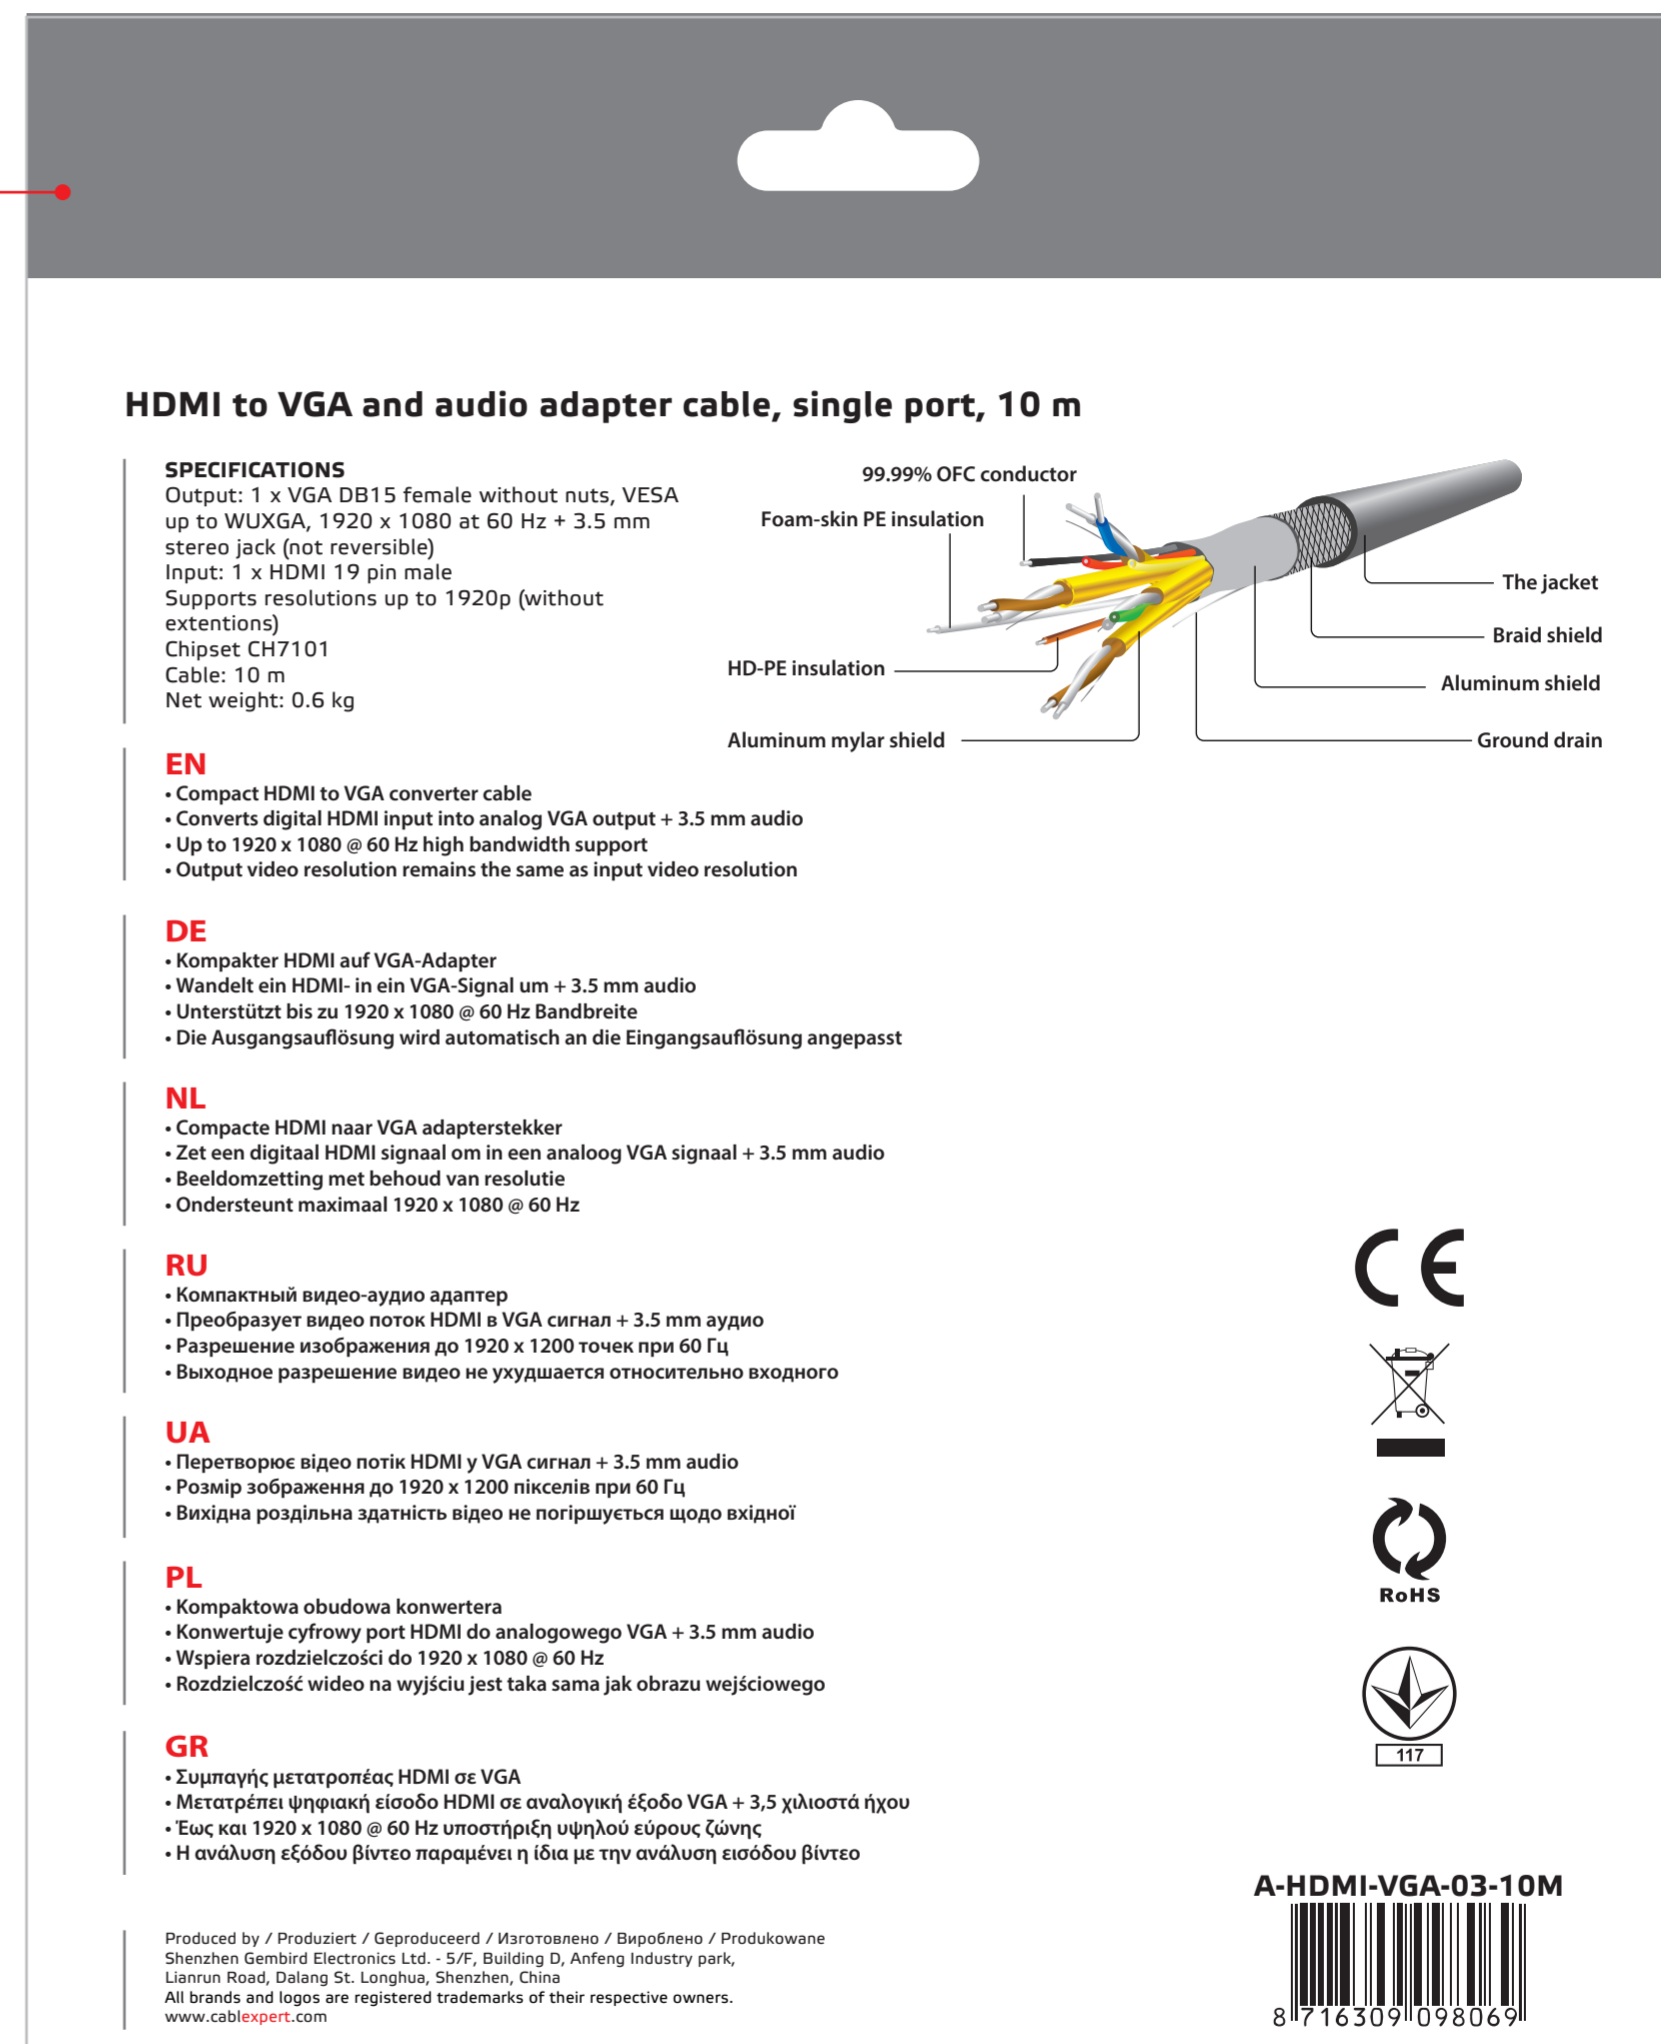 HDMI to VGA and audio adapter cable, single port, 10 m
SPECIFICATIONS
Output: 1 x VGA DB15 female without nuts, VESA
up to WUXGA, 1920 x 1080 at 60 Hz + 3.5 mm
stereo jack (not reversible)
Input: 1 x HDMI 19 pin male
Supports resolutions up to 1920p (without
extentions)
Chipset CH7101
Cable: 10 m
Net weight: 0.6 kg
99.99% OFC conductor
Foam-skin PE insulation
HD-PE insulation
Aluminum mylar shield
The jacket
Braid shield
Aluminum shield
Ground drain
EN
• Compact HDMI to VGA converter cable
• Converts digital HDMI input into analog VGA output + 3.5 mm audio
• Up to 1920 x 1080 @ 60 Hz high bandwidth support
• Output video resolution remains the same as input video resolution
DE
• Kompakter HDMI auf VGA-Adapter
• Wandelt ein HDMI- in ein VGA-Signal um + 3.5 mm audio
• Unterstützt bis zu 1920 x 1080 @ 60 Hz Bandbreite
• Die Ausgangsauflösung wird automatisch an die Eingangsauflösung angepasst
NL
• Compacte HDMI naar VGA adapterstekker
• Zet een digitaal HDMI signaal om in een analoog VGA signaal + 3.5 mm audio
• Beeldomzetting met behoud van resolutie
• Ondersteunt maximaal 1920 x 1080 @ 60 Hz
RU
• Компактный видео-аудио адаптер
• Преобразует видео поток HDMI в VGA сигнал + 3.5 mm аудио
• Разрешение изображения до 1920 x 1200 точек при 60 Гц
• Выходное разрешение видео не ухудшается относительно входного
UA
• Перетворює відео потік HDMI у VGA сигнал + 3.5 mm audio
• Розмір зображення до 1920 x 1200 пікселів при 60 Гц
• Вихідна роздільна здатність відео не погіршується щодо вхідної
PL
• Kompaktowa obudowa konwertera
• Konwertuje cyfrowy port HDMI do analogowego VGA + 3.5 mm audio
• Wspiera rozdzielczości do 1920 x 1080 @ 60 Hz
• Rozdzielczość wideo na wyjściu jest taka sama jak obrazu wejściowego
GR
• Συμπαγής μετατροπέας HDMI σε VGA
• Μετατρέπει ψηφιακή είσοδο HDMI σε αναλογική έξοδο VGA + 3,5 χιλιοστά ήχου
• Έως και 1920 x 1080 @ 60 Hz υποστήριξη υψηλού εύρους ζώνης
• Η ανάλυση εξόδου βίντεο παραμένει η ίδια με την ανάλυση εισόδου βίντεο
CE
RoHS
117
A-HDMI-VGA-03-10M
8 716309 098069
Produced by / Produziert / Geproduceerd / Изготовлено / Вироблено / Produkowane
Shenzhen Gembird Electronics Ltd. - 5/F, Building D, Anfeng Industry park,
Lianrun Road, Dalang St. Longhua, Shenzhen, China
All brands and logos are registered trademarks of their respective owners.
www.cablexpert.com